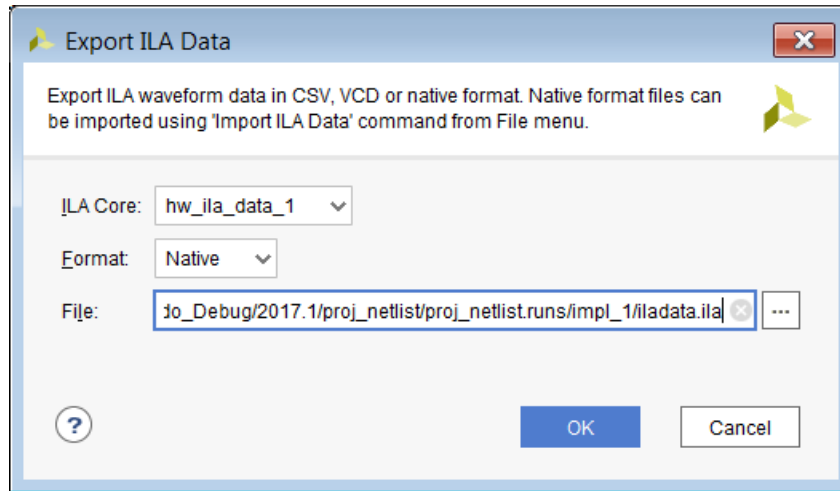 Export ILA Data
Export ILA waveform data in CSV, VCD or native format. Native format files can
be imported using 'Import ILA Data' command from File menu.
ILA Core: hw_ila_data_1
Format: Native
File: do_Debug/2017.1/proj_netlist/proj_netlist.runs/impl_1/iladata.ila ...
?
OK Cancel